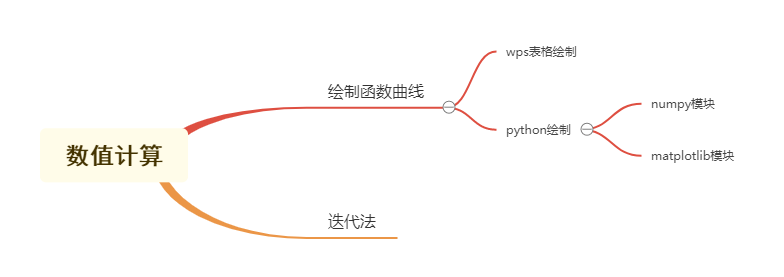 数值计算
绘制函数曲线
wps表格绘制
python绘制
numpy模块
matplotlib模块
迭代法